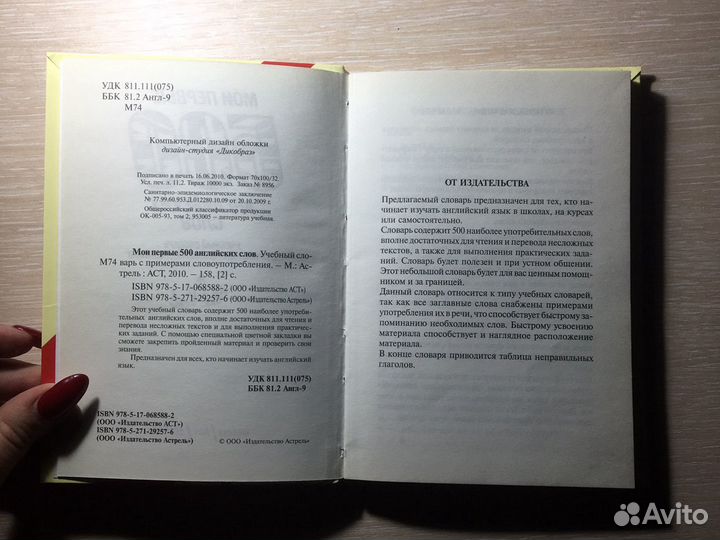 УДК 811.111(075)
ББК 81.2 Англ-9
М74
Компьютерный дизайн обложки
дизайн-студия «Дикобраз»
Подписано в печать 16.06.2010. Формат 70х100/32
Усл. печ. л. 11,2. Тираж 10000 экз. Заказ № 8956
Санитарно-эпидемиологическое заключение
№ 77.99.60.953.Д.012280.10.09 от 20.10.2009 г.
Общероссийский классификатор продукции
ОК-005-93, том 2; 953005 – литература учебная.
Мои первые 500 английских слов. Учебный сло-
М74 варь с примерами словоупотребления. – М.: Ас-
трель : АСТ, 2010. – 158, [2] с.
ISBN 978-5-17-068588-2 (ООО «Издательство АСТ»)
ISBN 978-5-271-29257-6 (ООО «Издательство Астрель»)
Этот учебный словарь содержит 500 наиболее употреби-
тельных английских слов, вполне достаточных для чтения и
перевода несложных текстов и для выполнения практичес-
ких заданий. С помощью специальной цветной закладки вы
сможете закрепить пройденный материал и проверить свои
знания.
Предназначен для всех, кто начинает изучать английский
язык.
УДК 811.111(075)
ББК 81.2 Англ-9
ISBN 978-5-17-068588-2
(ООО «Издательство АСТ»)
ISBN 978-5-271-29257-6
(ООО «Издательство Астрель»)
© ООО «Издательство Астрель»
МОИ ПЕРВ
500
ОТ ИЗДАТЕЛЬСТВА
Предлагаемый словарь предназначен для тех, кто на-
чинает изучать английский язык в школах, на курсах
или самостоятельно.
Словарь содержит 500 наиболее употребительных слов,
вполне достаточных для чтения и перевода несложных
текстов, а также для выполнения практических зада-
ний. Словарь будет полезен и при устном общении.
Этот небольшой словарь будет для вас ценным помощ-
ником и за границей.
Данный словарь относится к типу учебных словарей,
так как все заглавные слова снабжены примерами
употребления их в речи, что способствует быстрому за-
поминанию необходимых слов. Быстрому усвоению
материала способствует и наглядное расположение
материала.
В конце словаря приводится таблица неправильных
глаголов.
Avito